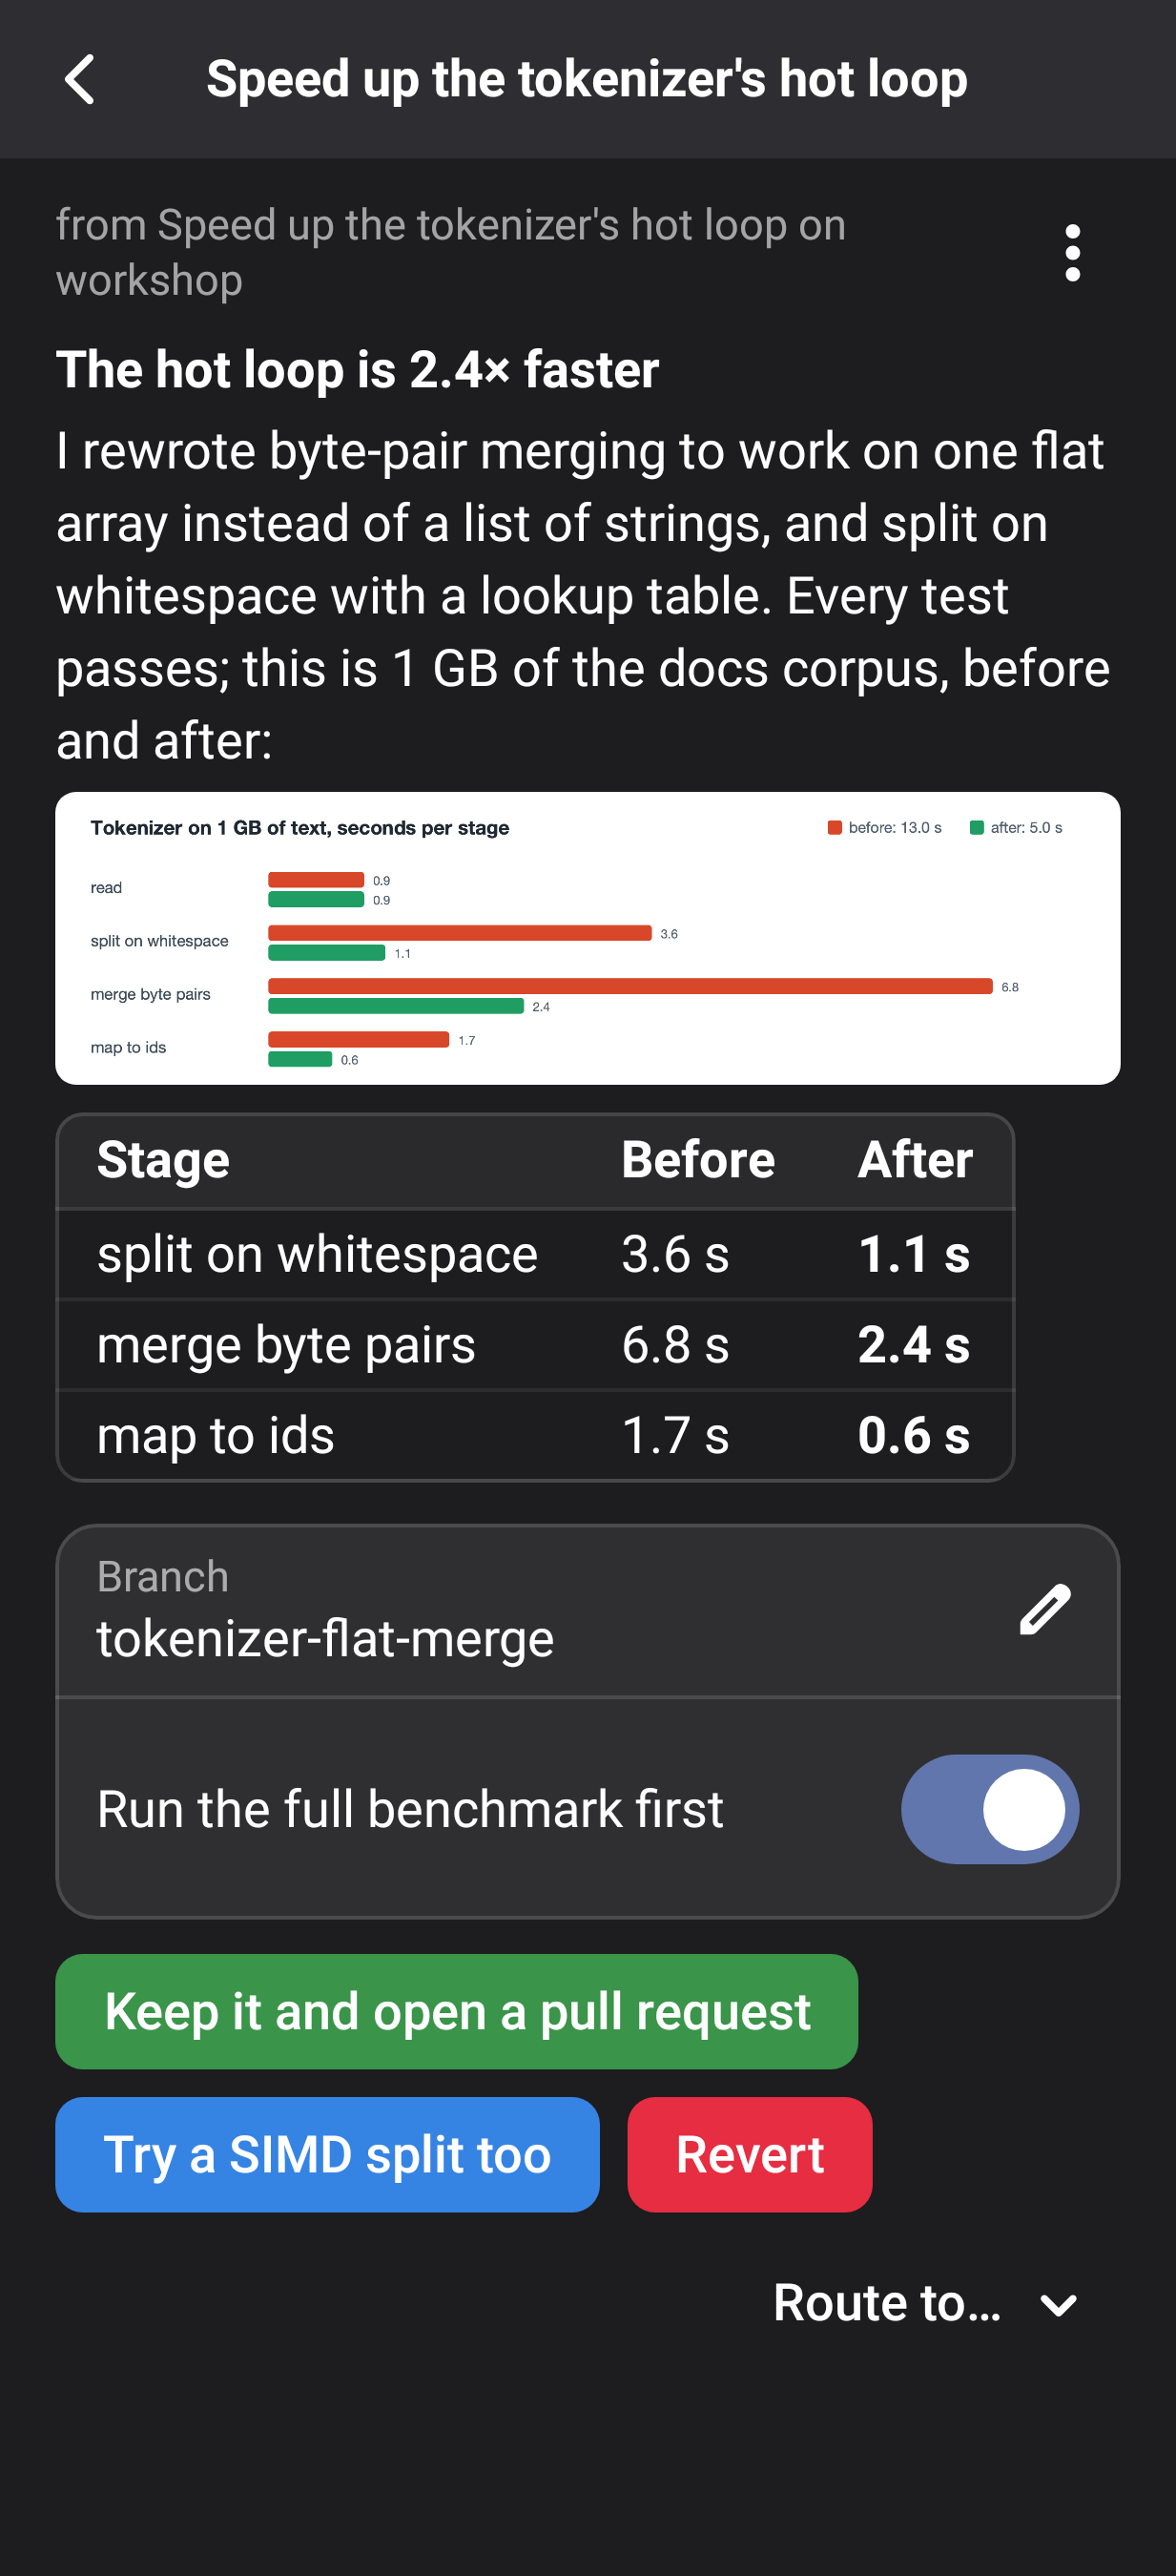 Speed up the tokenizer's hot loop
from Speed up the tokenizer's hot loop on
workshop
The hot loop is 2.4× faster
I rewrote byte-pair merging to work on one flat
array instead of a list of strings, and split on
whitespace with a lookup table. Every test
passes; this is 1 GB of the docs corpus, before
and after:
Tokenizer on 1 GB of text, seconds per stage before: 13.0 s after: 5.0 s
read 0.9
0.9
split on whitespace 3.6
1.1
merge byte pairs 6.8
2.4
map to ids 1.7
0.6
Stage Before After
split on whitespace 3.6 s 1.1 s
merge byte pairs 6.8 s 2.4 s
map to ids 1.7 s 0.6 s
Branch
tokenizer-flat-merge
Run the full benchmark first
Keep it and open a pull request
Try a SIMD split too Revert
Route to...